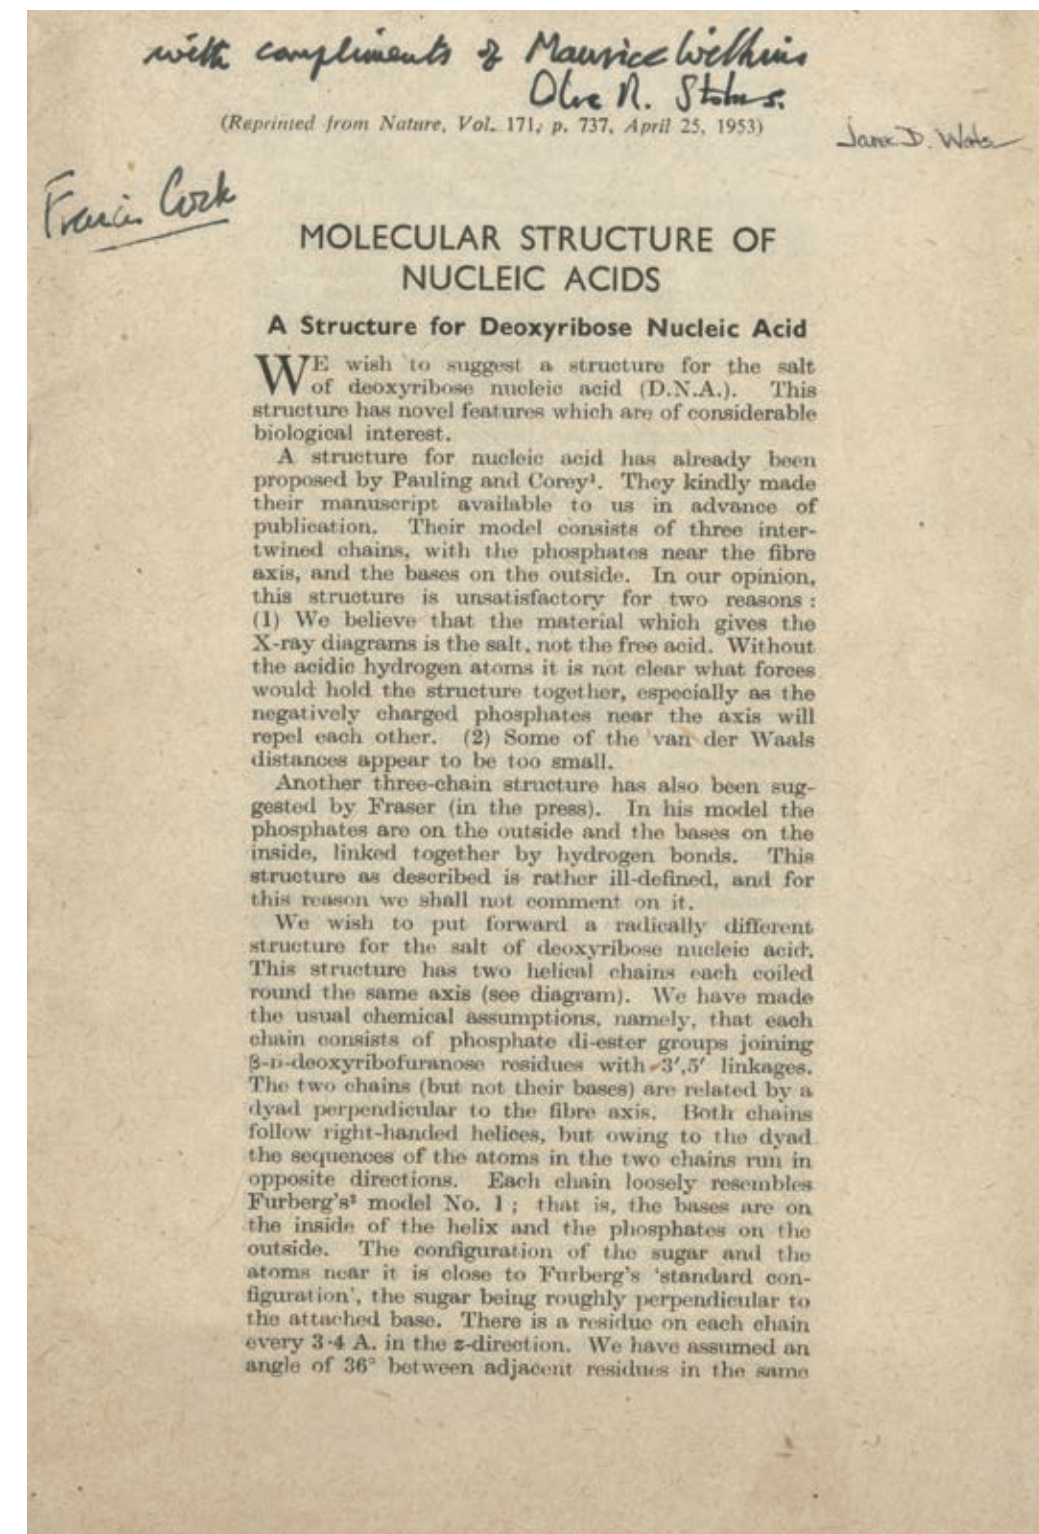 with compliments of Maurice Wilkins
(Reprinted from Nature, Vol. 171, p. 737, April 25, 1953)
James D. Watson
Francis Crick
MOLECULAR STRUCTURE OF
NUCLEIC ACIDS
A Structure for Deoxyribose Nucleic Acid
WE wish to suggest a structure for the salt
of deoxyribose nucleic acid (D.N.A.). This
structure has novel features which are of considerable
biological interest.
A structure for nucleic acid has already been
proposed by Pauling and Corey¹. They kindly made
their manuscript available to us in advance of
publication. Their model consists of three inter-
twined chains, with the phosphates near the fibre
axis, and the bases on the outside. In our opinion,
this structure is unsatisfactory for two reasons :
(1) We believe that the material which gives the
X-ray diagrams is the salt, not the free acid. Without
the acidic hydrogen atoms it is not clear what forces
would hold the structure together, especially as the
negatively charged phosphates near the axis will
repel each other. (2) Some of the van der Waals
distances appear to be too small.
Another three-chain structure has also been sug-
gested by Fraser (in the press). In his model the
phosphates are on the outside and the bases on the
inside, linked together by hydrogen bonds. This
structure as described is rather ill-defined, and for
this reason we shall not comment on it.
We wish to put forward a radically different
structure for the salt of deoxyribose nucleic acid.
This structure has two helical chains each coiled
round the same axis (see diagram). We have made
the usual chemical assumptions, namely, that each
chain consists of phosphate di-ester groups joining
β-D-deoxyribofuranose residues with 3′,5′ linkages.
The two chains (but not their bases) are related by a
dyad perpendicular to the fibre axis. Both chains
follow right-handed helices, but owing to the dyad
the sequences of the atoms in the two chains run in
opposite directions. Each chain loosely resembles
Furberg's² model No. 1 ; that is, the bases are on
the inside of the helix and the phosphates on the
outside. The configuration of the sugar and the
atoms near it is close to Furberg's 'standard con-
figuration', the sugar being roughly perpendicular to
the attached base. There is a residue on each chain
every 3·4 A. in the z-direction. We have assumed an
angle of 36° between adjacent residues in the same